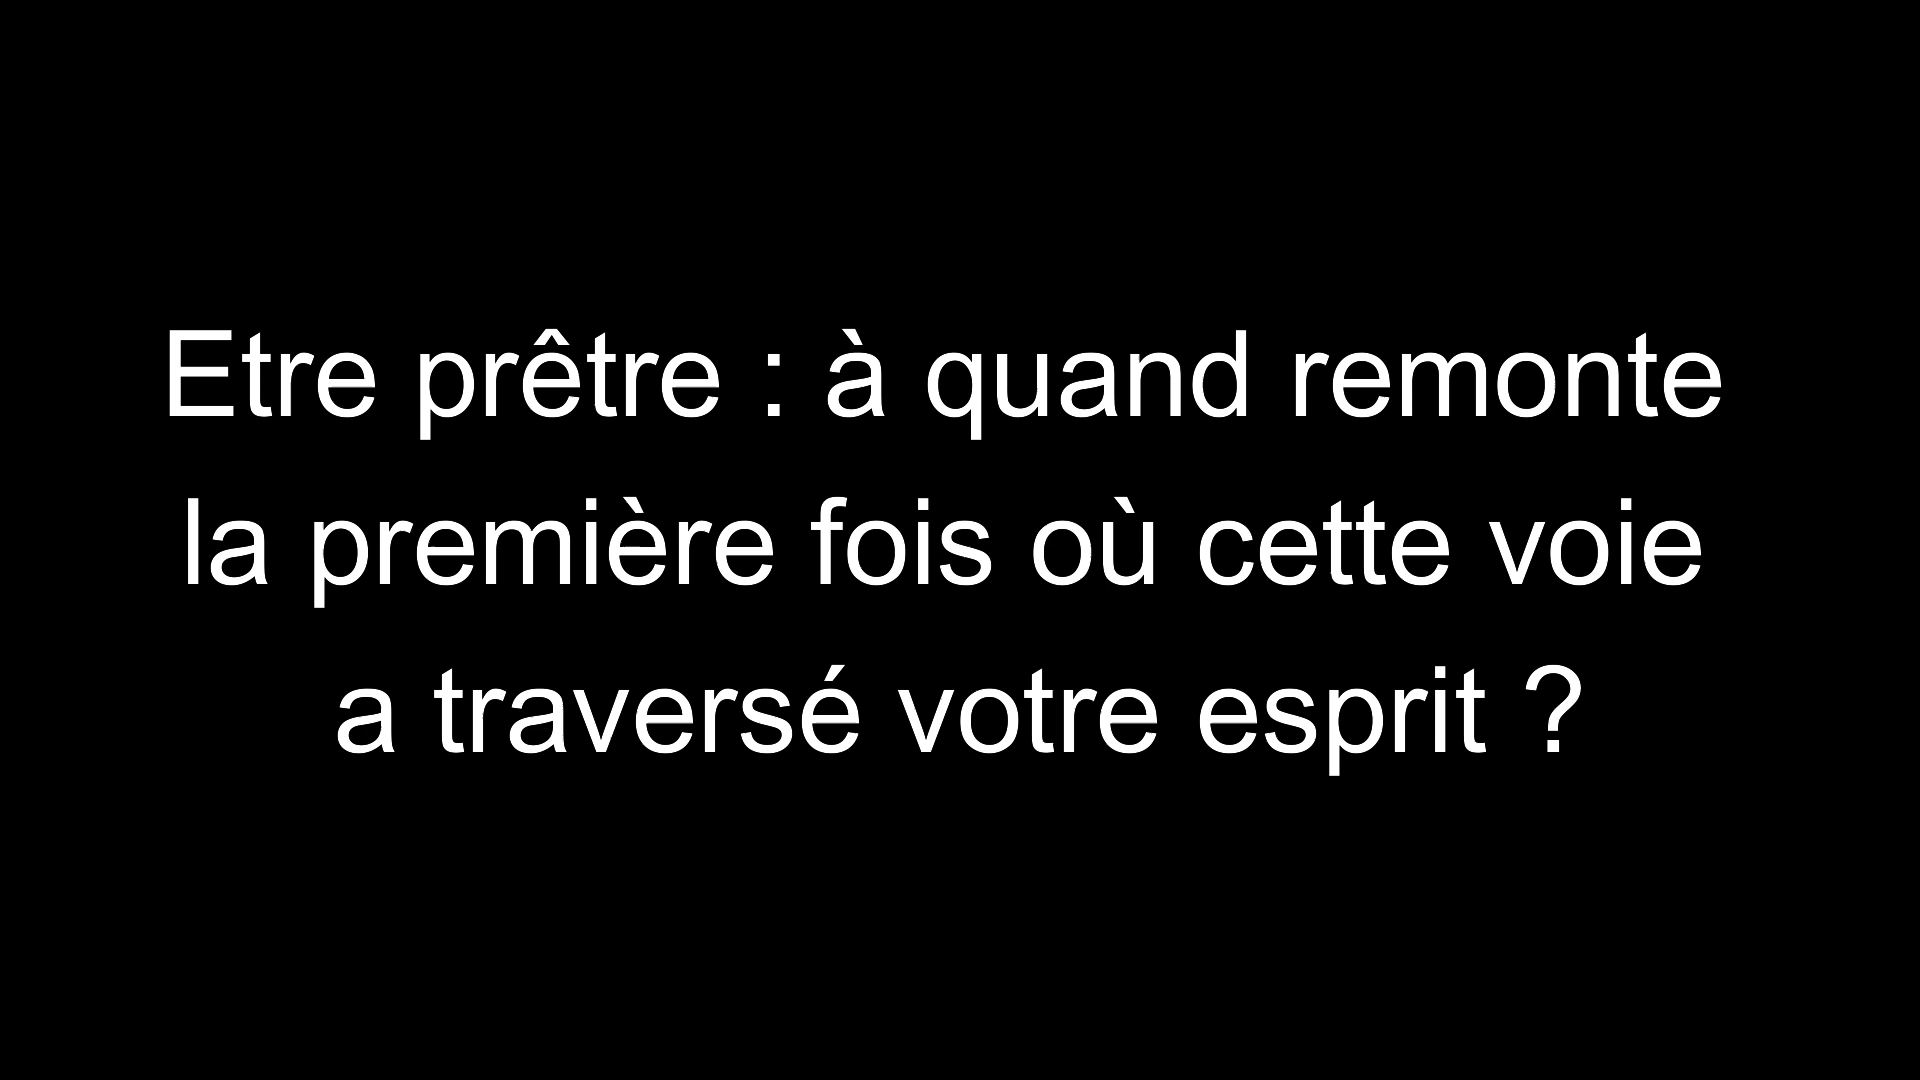 Etre prêtre : à quand remonte
la première fois où cette voie
a traversé votre esprit ?